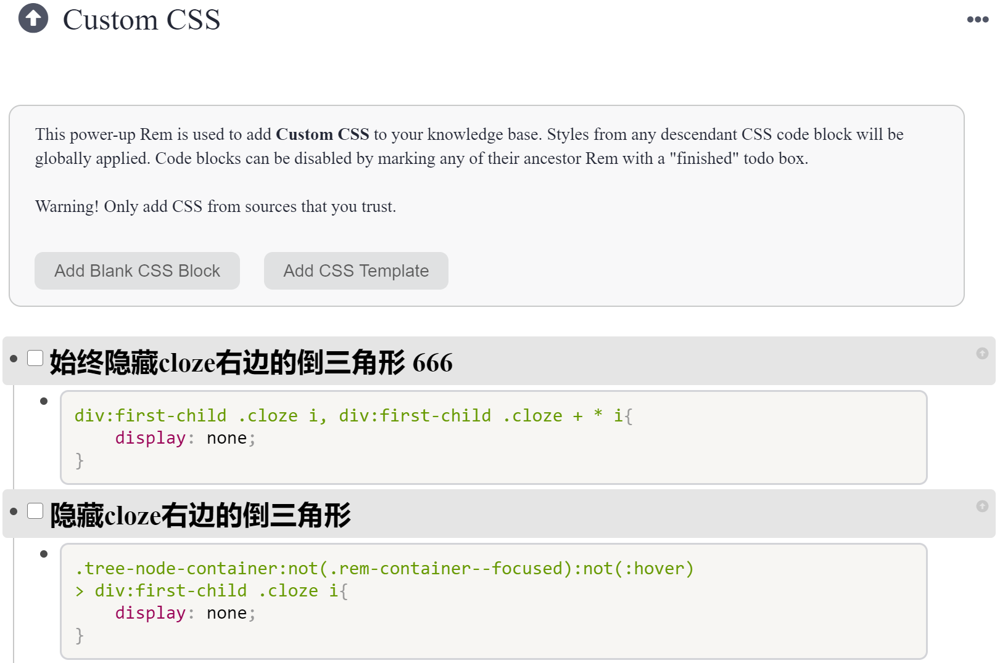 Custom CSS
This power-up Rem is used to add Custom CSS to your knowledge base. Styles from any descendant CSS code block will be
globally applied. Code blocks can be disabled by marking any of their ancestor Rem with a "finished" todo box.
Warning! Only add CSS from sources that you trust.
Add Blank CSS Block Add CSS Template
始终隐藏cloze右边的倒三角形 666
div:first-child .cloze i, div:first-child .cloze + * i{
    display: none;
}
隐藏cloze右边的倒三角形
.tree-node-container:not(.rem-container--focused):not(:hover)
> div:first-child .cloze i{
    display: none;
}